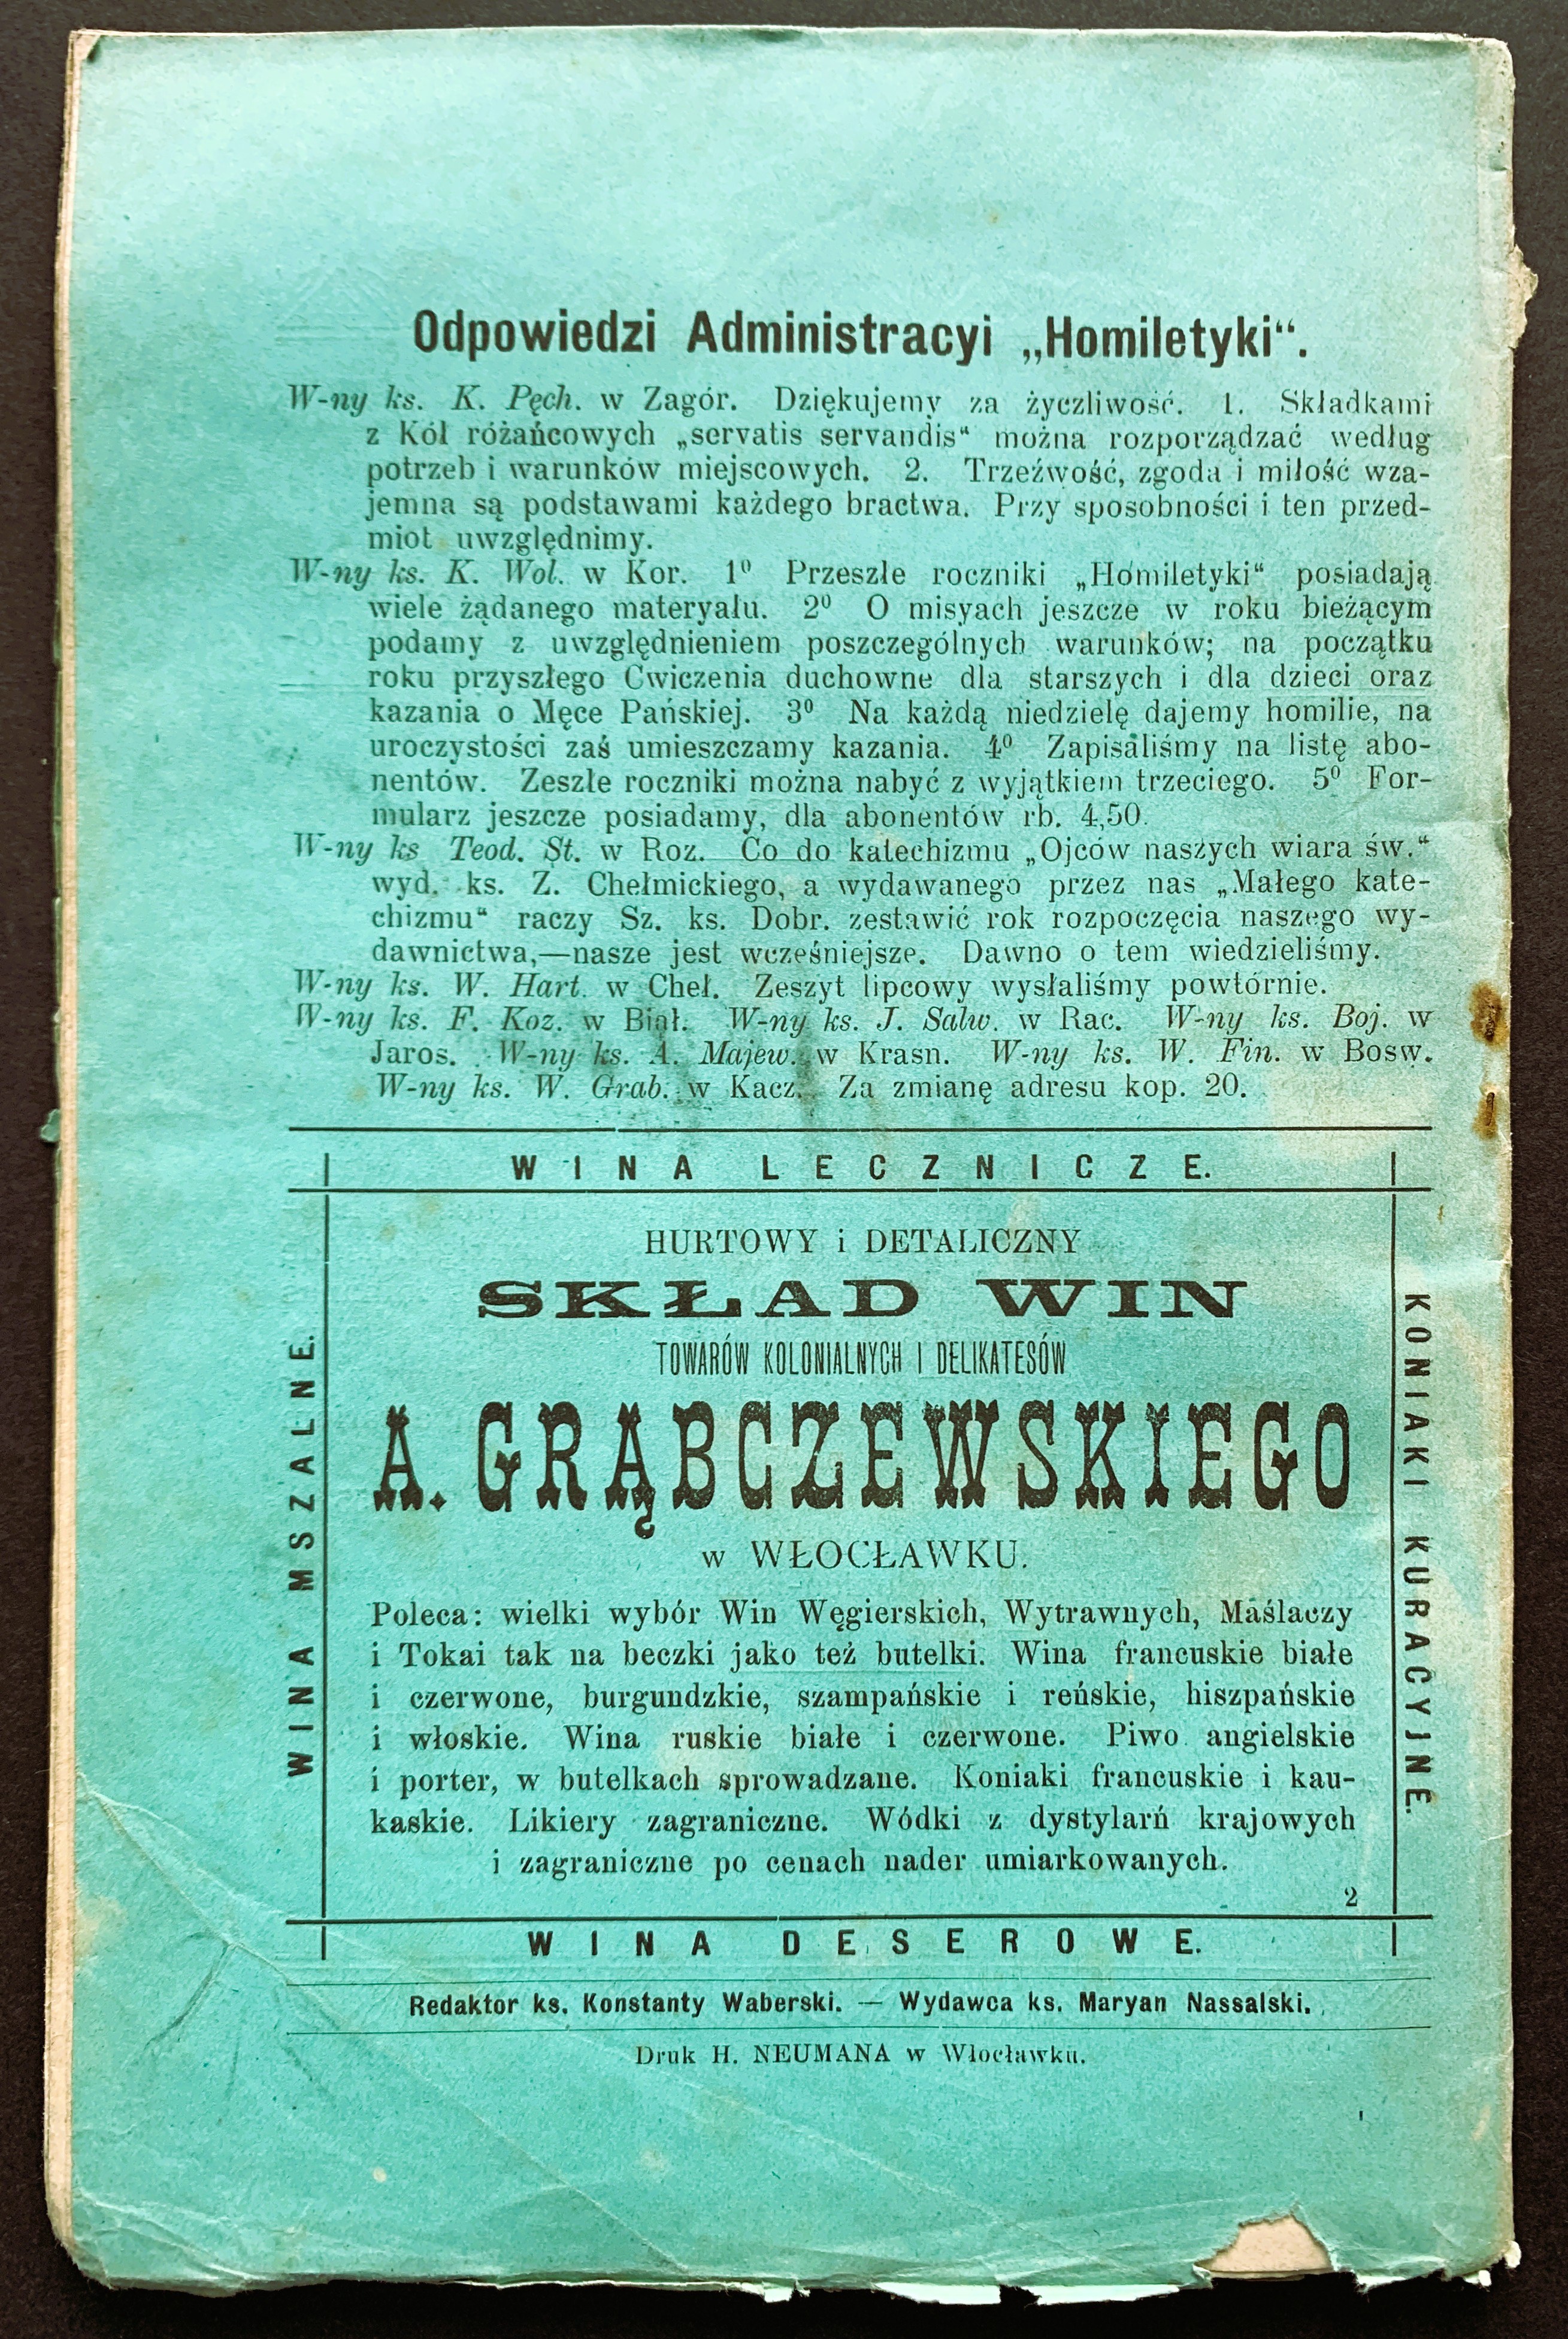 Odpowiedzi Administracyi „Homiletyki“.
W-ny ks. K. Pęch. w Zagór. Dziękujemy za życzliwość. 1. Składkami
z Kół różańcowych „servatis servandis“ można rozporządzać według
potrzeb i warunków miejscowych. 2. Trzeźwość, zgoda i miłość wza-
jemna są podstawami każdego bractwa. Przy sposobności i ten przed-
miot uwzględnimy.
W-ny ks. K. Wol. w Kor. 1⁰ Przeszłe roczniki „Homiletyki“ posiadają
wiele żądanego materyału. 2⁰ O misyach jeszcze w roku bieżącym
podamy z uwzględnieniem poszczególnych warunków; na początku
roku przyszłego Cwiczenia duchowne dla starszych i dla dzieci oraz
kazania o Męce Pańskiej. 3⁰ Na każdą niedzielę dajemy homilie, na
uroczystości zaś umieszczamy kazania. 4⁰ Zapisaliśmy na listę abo-
nentów. Zeszłe roczniki można nabyć z wyjątkiem trzeciego. 5⁰ For-
mularz jeszcze posiadamy, dla abonentów rb. 4,50.
W-ny ks Teod. St. w Roz. Co do katechizmu „Ojców naszych wiara św.“
wyd. ks. Z. Chełmickiego, a wydawanego przez nas „Małego kate-
chizmu“ raczy Sz. ks. Dobr. zestawić rok rozpoczęcia naszego wy-
dawnictwa,—nasze jest wcześniejsze. Dawno o tem wiedzieliśmy.
W-ny ks. W. Hart. w Cheł. Zeszyt lipcowy wysłaliśmy powtórnie.
W-ny ks. F. Koz. w Biał. W-ny ks. J. Salw. w Rac. W-ny ks. Boj. w
Jaros. W-ny ks. A. Majew. w Krasn. W-ny ks. W. Fin. w Bosw.
W-ny ks. W. Grab. w Kacz. Za zmianę adresu kop. 20.
WINA LECZNICZE.
WINA MSZALNE.
HURTOWY i DETALICZNY
SKŁAD WIN
TOWARÓW KOLONIALNYCH I DELIKATESÓW
A. GRĄBCZEWSKIEGO
w WŁOCŁAWKU.
Poleca: wielki wybór Win Węgierskich, Wytrawnych, Maślaczy
i Tokai tak na beczki jako też butelki. Wina francuskie białe
i czerwone, burgundzkie, szampańskie i reńskie, hiszpańskie
i włoskie. Wina ruskie białe i czerwone. Piwo angielskie
i porter, w butelkach sprowadzane. Koniaki francuskie i kau-
kaskie. Likiery zagraniczne. Wódki z dystylarń krajowych
i zagraniczne po cenach nader umiarkowanych.
2
KONIAKI KURACYJNE.
WINA DESEROWE.
Redaktor ks. Konstanty Waberski. — Wydawca ks. Maryan Nassalski.
Druk H. NEUMANA w Włocławku.